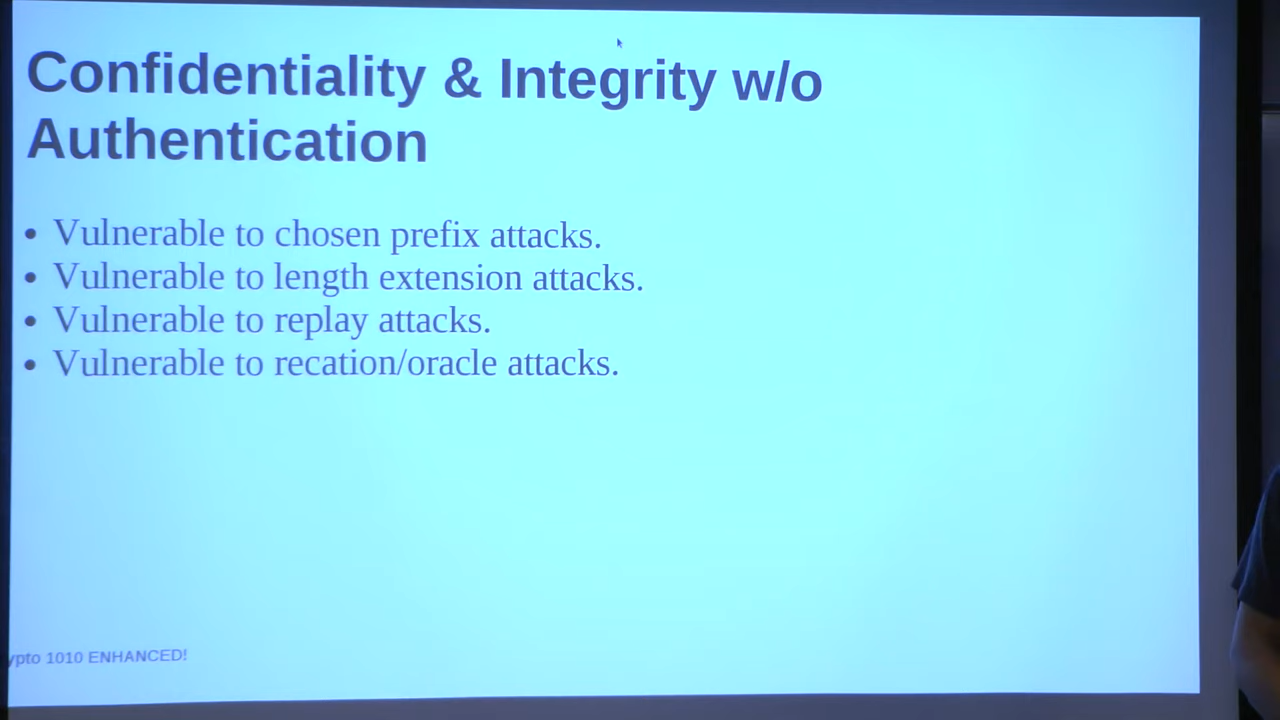 Confidentiality & Integrity w/o
Authentication
• Vulnerable to chosen prefix attacks.
• Vulnerable to length extension attacks.
• Vulnerable to replay attacks.
• Vulnerable to recation/oracle attacks.
ypto 1010 ENHANCED!